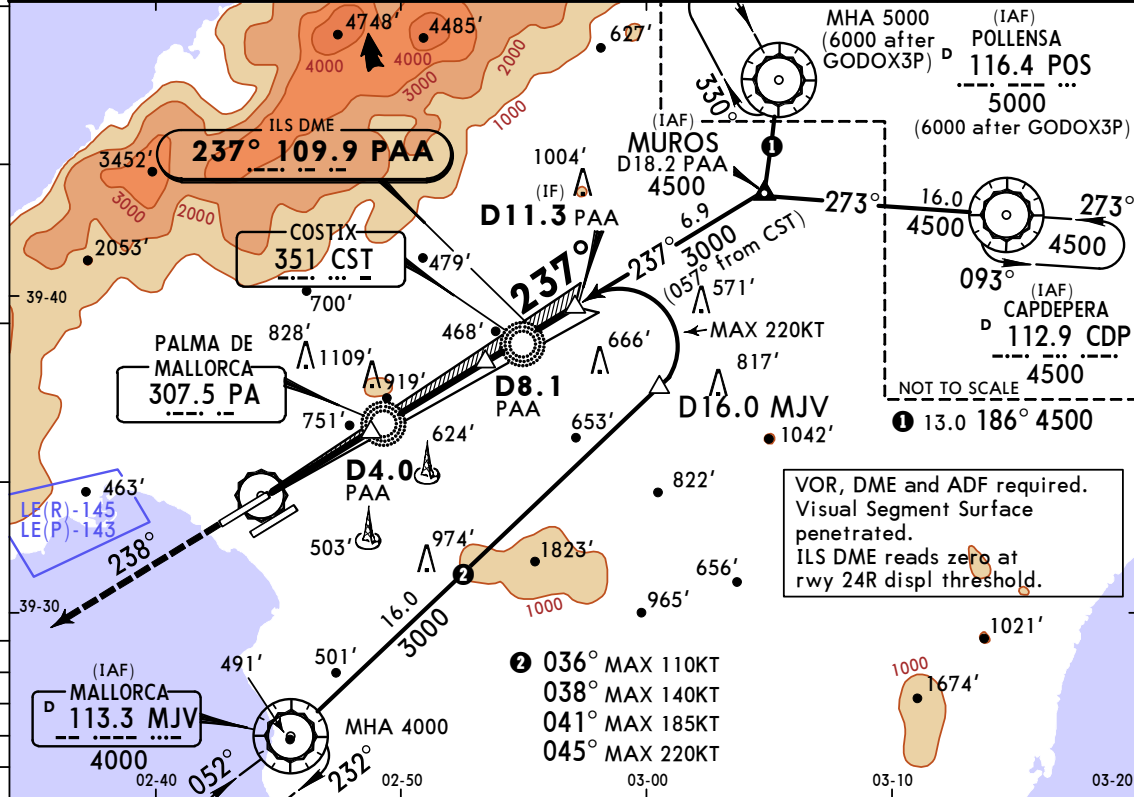 4748′
4485′
627′
4000
4000
3000
2000
1000
MHA 5000
(6000 after
GODOX3P)
330°
(IAF)
POLLENSA
D 116.4 POS
5000
(6000 after GODOX3P)
ILS DME
237° 109.9 PAA
3452′
3000
2000
2053′
1004′
(IF)
D11.3 PAA
(IAF)
MUROS
D18.2 PAA
4500
1
273°
16.0
4500
273°
4500
093°
(IAF)
CAPDEPERA
D 112.9 CDP
4500
COSTIX
351 CST
479′
237°
6.9
237° 3000
(057° from CST)
571′
39-40
700′
468′
MAX 220KT
828′
1109′
919′
666′
817′
PALMA DE
MALLORCA
307.5 PA
D8.1
PAA
D16.0 MJV
NOT TO SCALE
1 13.0 186° 4500
751′
624′
653′
1042′
D4.0
PAA
463′
LE(R)-145
LE(P)-143
822′
VOR, DME and ADF required.
Visual Segment Surface
penetrated.
ILS DME reads zero at
rwy 24R displ threshold.
238°
503′
974′
2
1823′
1000
656′
39-30
16.0
3000
965′
1021′
491′
501′
2 036° MAX 110KT
038° MAX 140KT
041° MAX 185KT
045° MAX 220KT
1000
1674′
(IAF)
MALLORCA
D 113.3 MJV
4000
MHA 4000
052°
232°
02-40
02-50
03-00
03-10
03-20